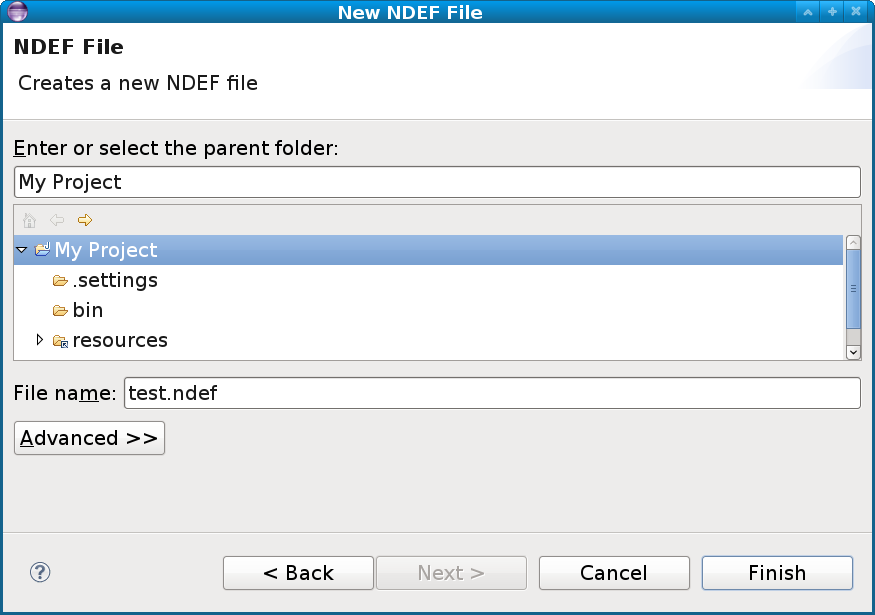 New NDEF File
NDEF File
Creates a new NDEF file
Enter or select the parent folder:
My Project
My Project
.settings
bin
resources
File name: test.ndef
Advanced >>
? < Back Next > Cancel Finish